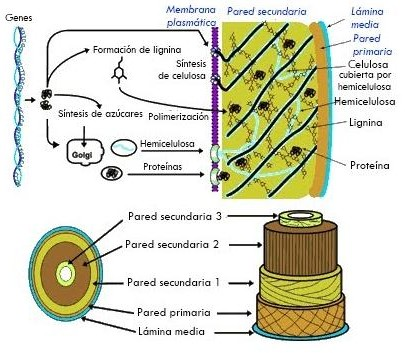 Genes
Membrana
plasmática
Pared secundaria
Lámina
media
Pared
primaria
Formación de lignina
Síntesis
de celulosa
Síntesis de azúcares
Polimerización
Golgi
Hemicelulosa
Proteínas
Celulosa
cubierta por
hemicelulosa
Hemicelulosa
Lignina
Proteína
Pared secundaria 3
Pared secundaria 2
Pared secundaria 1
Pared primaria
Lámina media